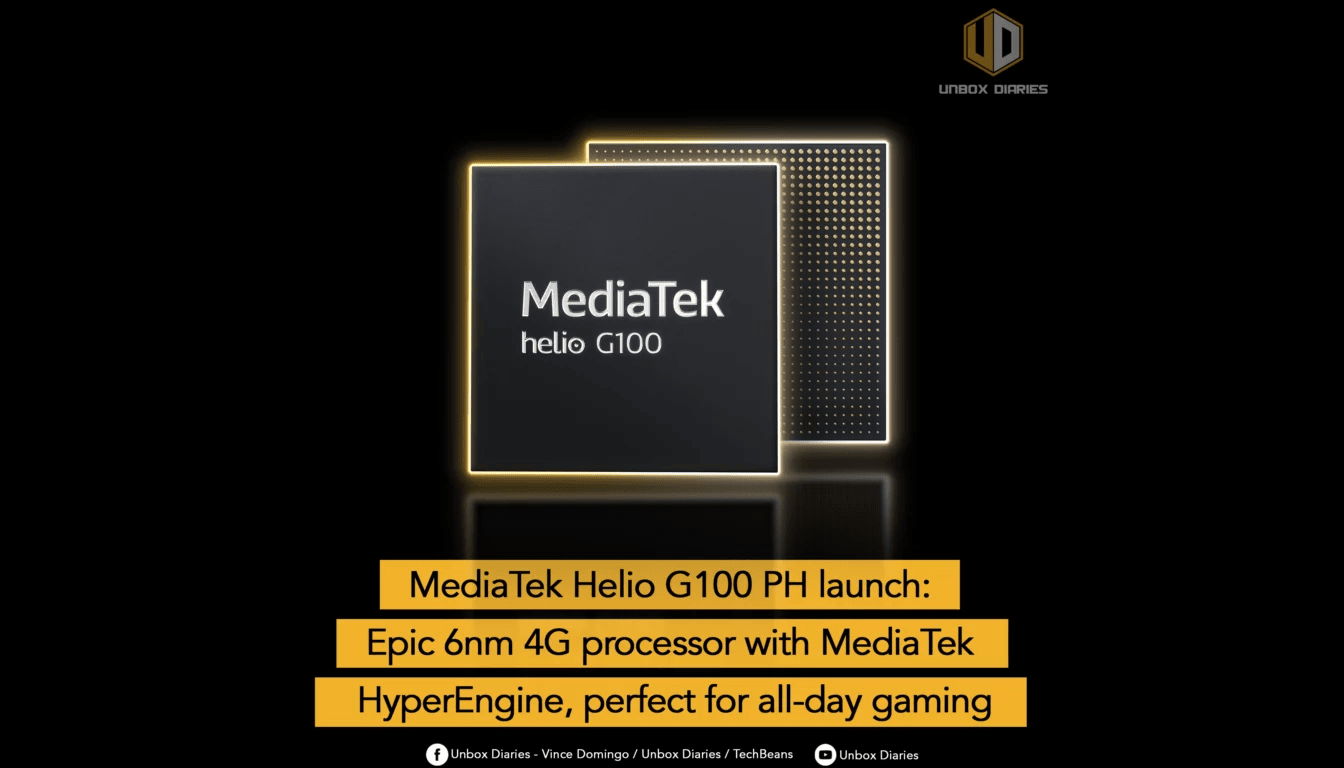 UD
UNBOX DIARIES
MediaTek
helio G100
MediaTek Helio G100 PH launch:
Epic 6nm 4G processor with MediaTek
HyperEngine, perfect for all-day gaming
f Unbox Diaries - Vince Domingo / Unbox Diaries / TechBeans Unbox Diaries